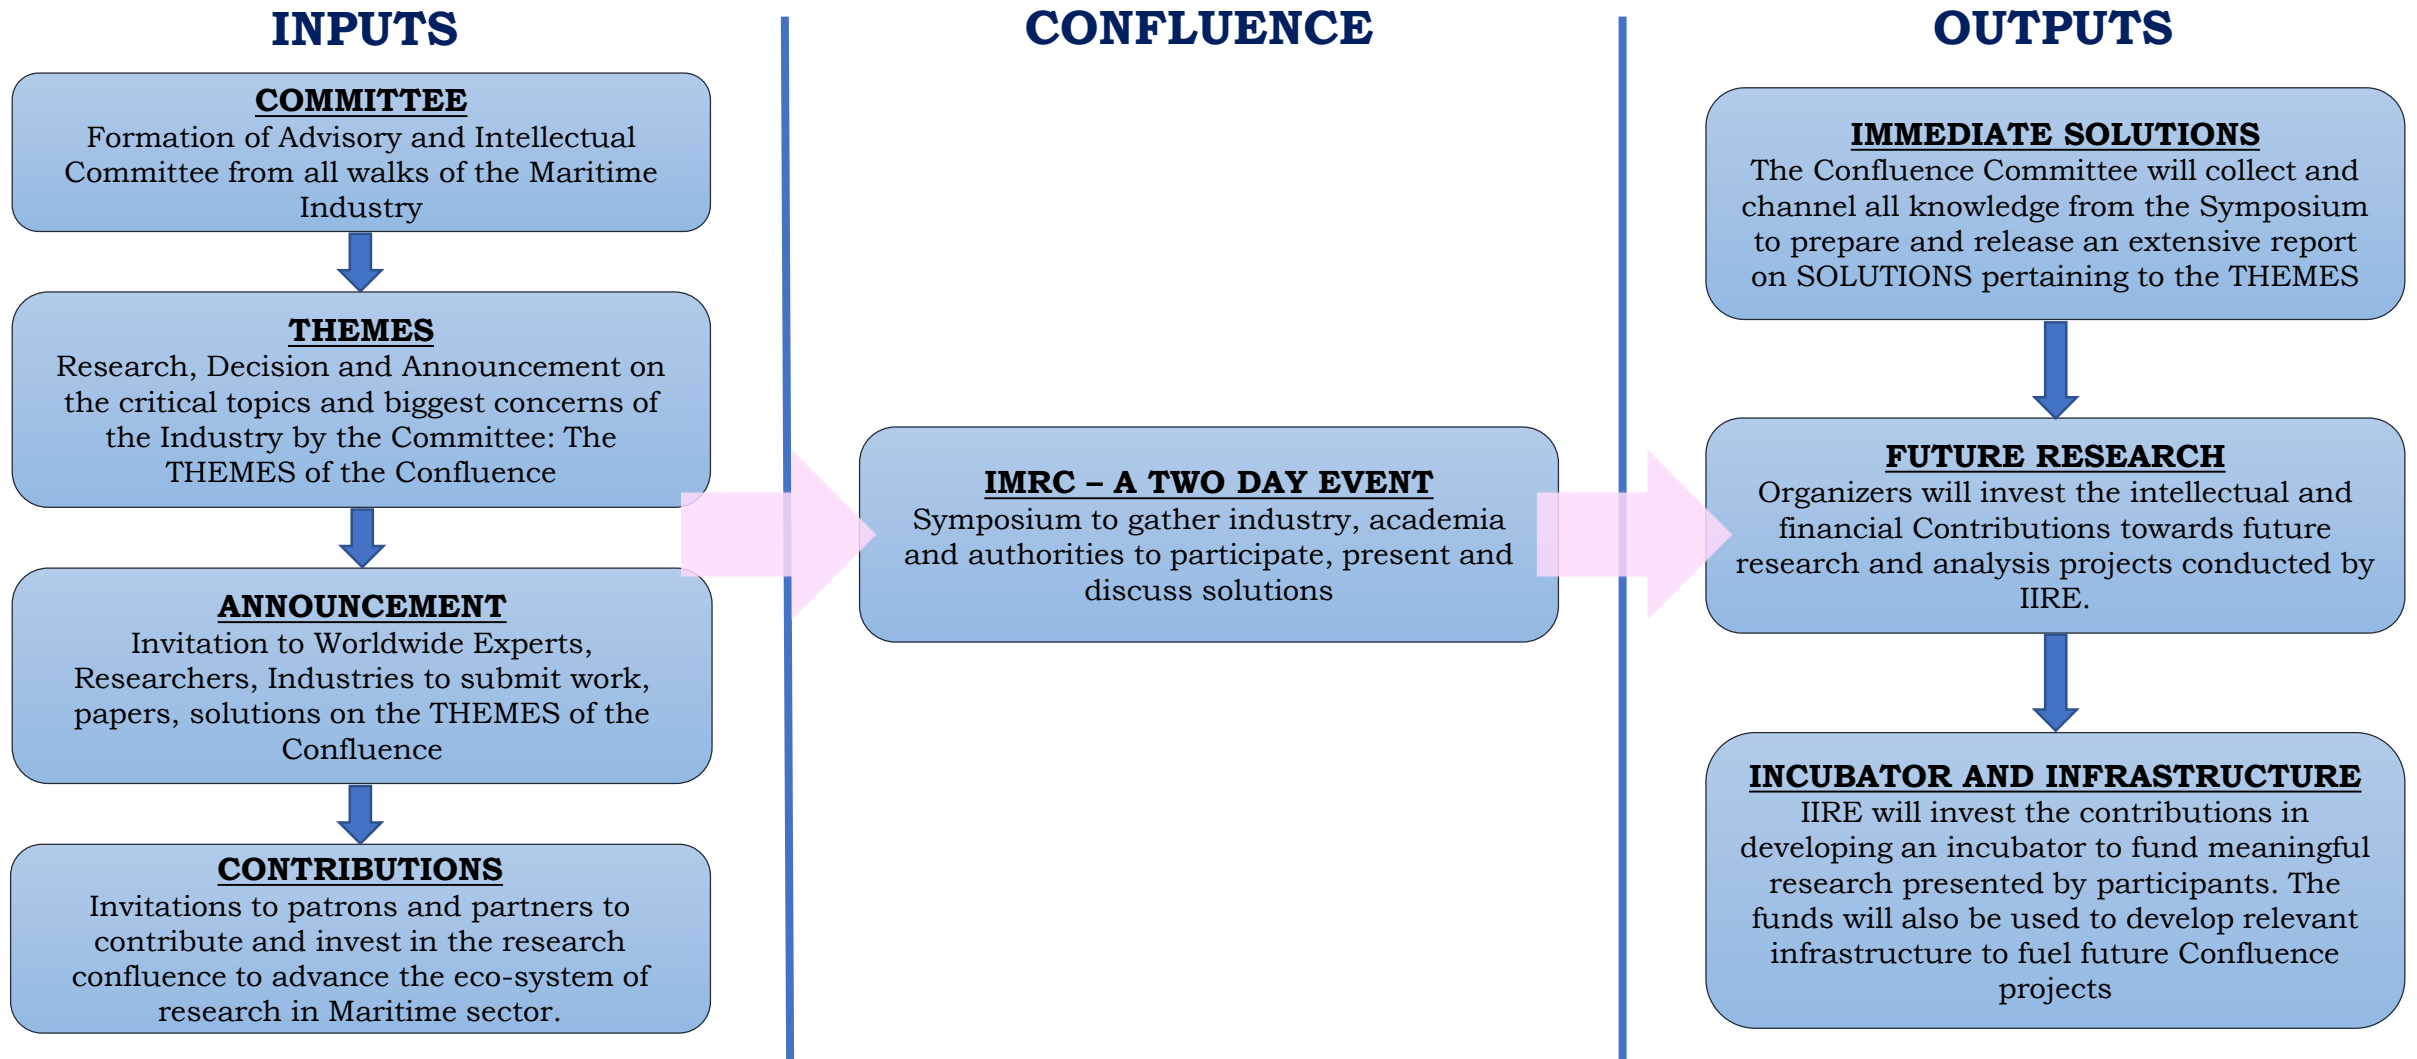 INPUTS
COMMITTEE
Formation of Advisory and Intellectual
Committee from all walks of the Maritime
Industry
THEMES
Research, Decision and Announcement on
the critical topics and biggest concerns of
the Industry by the Committee: The
THEMES of the Confluence
ANNOUNCEMENT
Invitation to Worldwide Experts,
Researchers, Industries to submit work,
papers, solutions on the THEMES of the
Confluence
CONTRIBUTIONS
Invitations to patrons and partners to
contribute and invest in the research
confluence to advance the eco-system of
research in Maritime sector.
CONFLUENCE
IMRC – A TWO DAY EVENT
Symposium to gather industry, academia
and authorities to participate, present and
discuss solutions
OUTPUTS
IMMEDIATE SOLUTIONS
The Confluence Committee will collect and
channel all knowledge from the Symposium
to prepare and release an extensive report
on SOLUTIONS pertaining to the THEMES
FUTURE RESEARCH
Organizers will invest the intellectual and
financial Contributions towards future
research and analysis projects conducted by
IIRE.
INCUBATOR AND INFRASTRUCTURE
IIRE will invest the contributions in
developing an incubator to fund meaningful
research presented by participants. The
funds will also be used to develop relevant
infrastructure to fuel future Confluence
projects